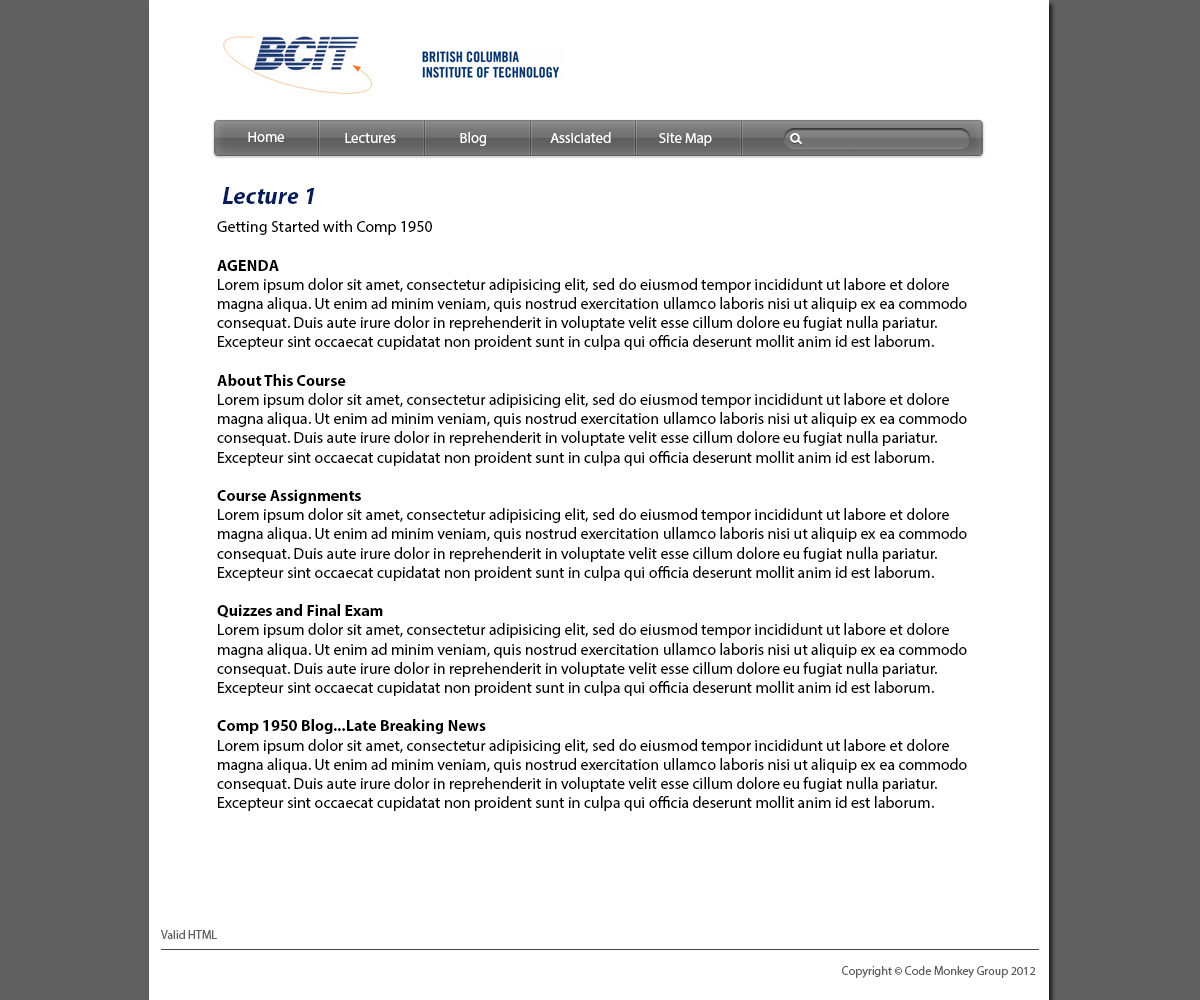 BCIT
BRITISH COLUMBIA
INSTITUTE OF TECHNOLOGY
Home Lectures Blog Assiciated Site Map
Lecture 1
Getting Started with Comp 1950
AGENDA
Lorem ipsum dolor sit amet, consectetur adipisicing elit, sed do eiusmod tempor incididunt ut labore et dolore
magna aliqua. Ut enim ad minim veniam, quis nostrud exercitation ullamco laboris nisi ut aliquip ex ea commodo
consequat. Duis aute irure dolor in reprehenderit in voluptate velit esse cillum dolore eu fugiat nulla pariatur.
Excepteur sint occaecat cupidatat non proident sunt in culpa qui officia deserunt mollit anim id est laborum.
About This Course
Lorem ipsum dolor sit amet, consectetur adipisicing elit, sed do eiusmod tempor incididunt ut labore et dolore
magna aliqua. Ut enim ad minim veniam, quis nostrud exercitation ullamco laboris nisi ut aliquip ex ea commodo
consequat. Duis aute irure dolor in reprehenderit in voluptate velit esse cillum dolore eu fugiat nulla pariatur.
Excepteur sint occaecat cupidatat non proident sunt in culpa qui officia deserunt mollit anim id est laborum.
Course Assignments
Lorem ipsum dolor sit amet, consectetur adipisicing elit, sed do eiusmod tempor incididunt ut labore et dolore
magna aliqua. Ut enim ad minim veniam, quis nostrud exercitation ullamco laboris nisi ut aliquip ex ea commodo
consequat. Duis aute irure dolor in reprehenderit in voluptate velit esse cillum dolore eu fugiat nulla pariatur.
Excepteur sint occaecat cupidatat non proident sunt in culpa qui officia deserunt mollit anim id est laborum.
Quizzes and Final Exam
Lorem ipsum dolor sit amet, consectetur adipisicing elit, sed do eiusmod tempor incididunt ut labore et dolore
magna aliqua. Ut enim ad minim veniam, quis nostrud exercitation ullamco laboris nisi ut aliquip ex ea commodo
consequat. Duis aute irure dolor in reprehenderit in voluptate velit esse cillum dolore eu fugiat nulla pariatur.
Excepteur sint occaecat cupidatat non proident sunt in culpa qui officia deserunt mollit anim id est laborum.
Comp 1950 Blog...Late Breaking News
Lorem ipsum dolor sit amet, consectetur adipisicing elit, sed do eiusmod tempor incididunt ut labore et dolore
magna aliqua. Ut enim ad minim veniam, quis nostrud exercitation ullamco laboris nisi ut aliquip ex ea commodo
consequat. Duis aute irure dolor in reprehenderit in voluptate velit esse cillum dolore eu fugiat nulla pariatur.
Excepteur sint occaecat cupidatat non proident sunt in culpa qui officia deserunt mollit anim id est laborum.
Valid HTML
Copyright © Code Monkey Group 2012